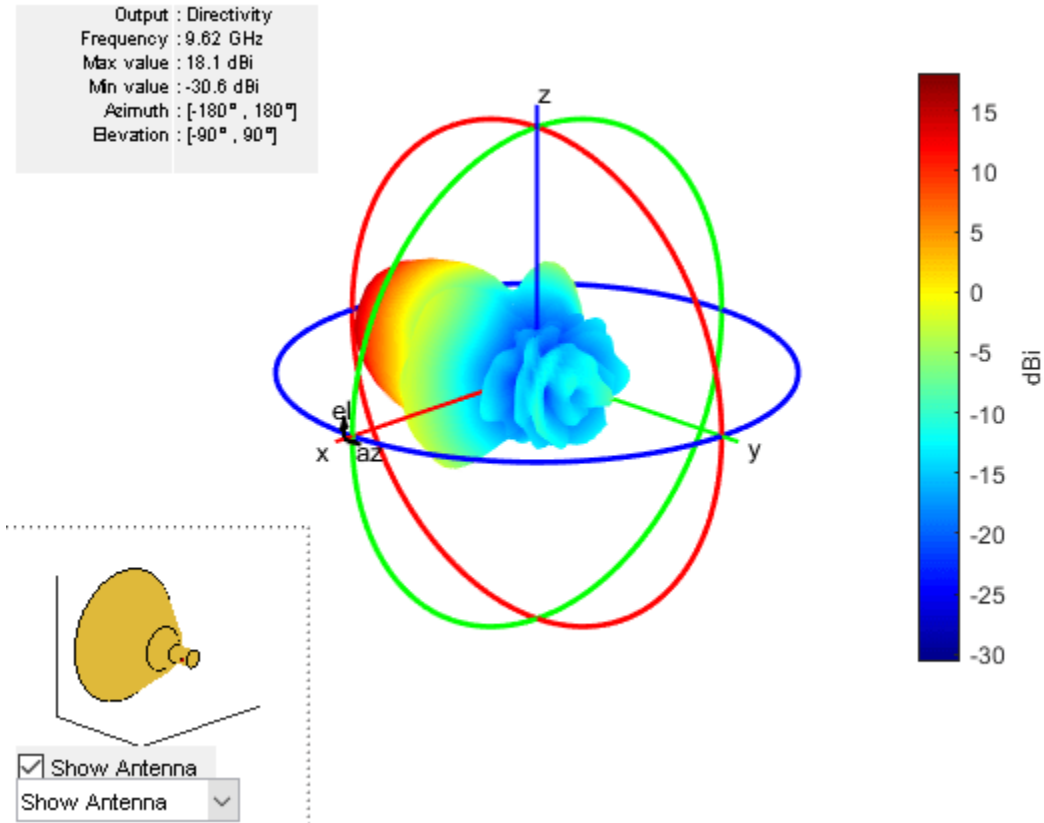 Output : Directivity
Frequency : 9.62 GHz
Max value : 18.1 dBi
Min value : -30.6 dBi
Azimuth : [-180° , 180°]
Elevation : [-90° , 90°]
z
el
x
az
y
15
10
5
0
-5
-10
-15
-20
-25
-30
dBi
Show Antenna
Show Antenna